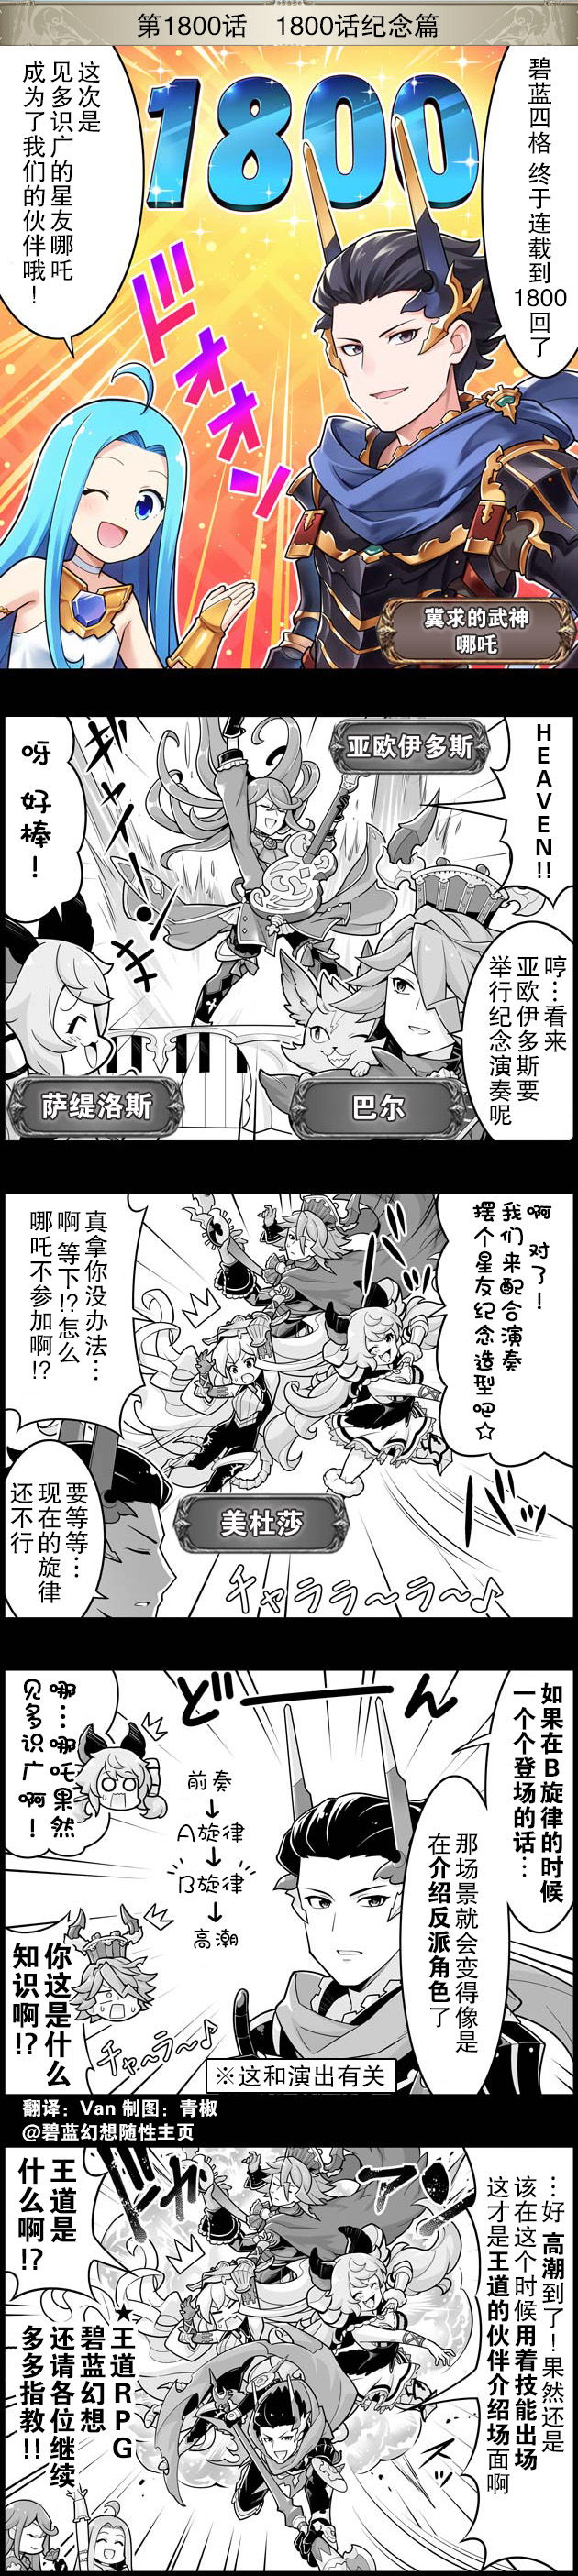 第1800话　1800话纪念篇
1800
碧蓝四格 终于连载到
1800
回了
这次是
见多识广的星友哪吒
成为了我们的伙伴哦！
ドオオン
冀求的武神
哪吒
HEAVEN!!
亚欧伊多斯
呀 好棒！
ギュイーン
哼…看来
亚欧伊多斯要
举行纪念演奏呢
萨缇洛斯
巴尔
啊 对了！
我们来配合演奏
摆个星友纪念造型吧☆
真拿你没办法…
啊 等下!?怎么
哪吒不参加啊!?
美杜莎
要等等…
现在的旋律
还不行
チャララ～ラ～♪
如果在B旋律的时候
一个个登场的话…
どーーん
哪…哪吒果然
见多识广啊！
前奏
↓
A旋律
↓
B旋律
↓
高潮
那场景就会变得像是
在介绍反派角色了
你这是什么
知识啊!?
チャ～ラ～♪
※这和演出有关
翻译：Van 制图：青椒
@碧蓝幻想随性主页
…好 高潮到了！果然还是
该在这个时候用着技能出场
这才是王道的伙伴介绍场面啊
王道是
什么啊!?
★王道RPG
碧蓝幻想
还请各位继续
多多指教!!